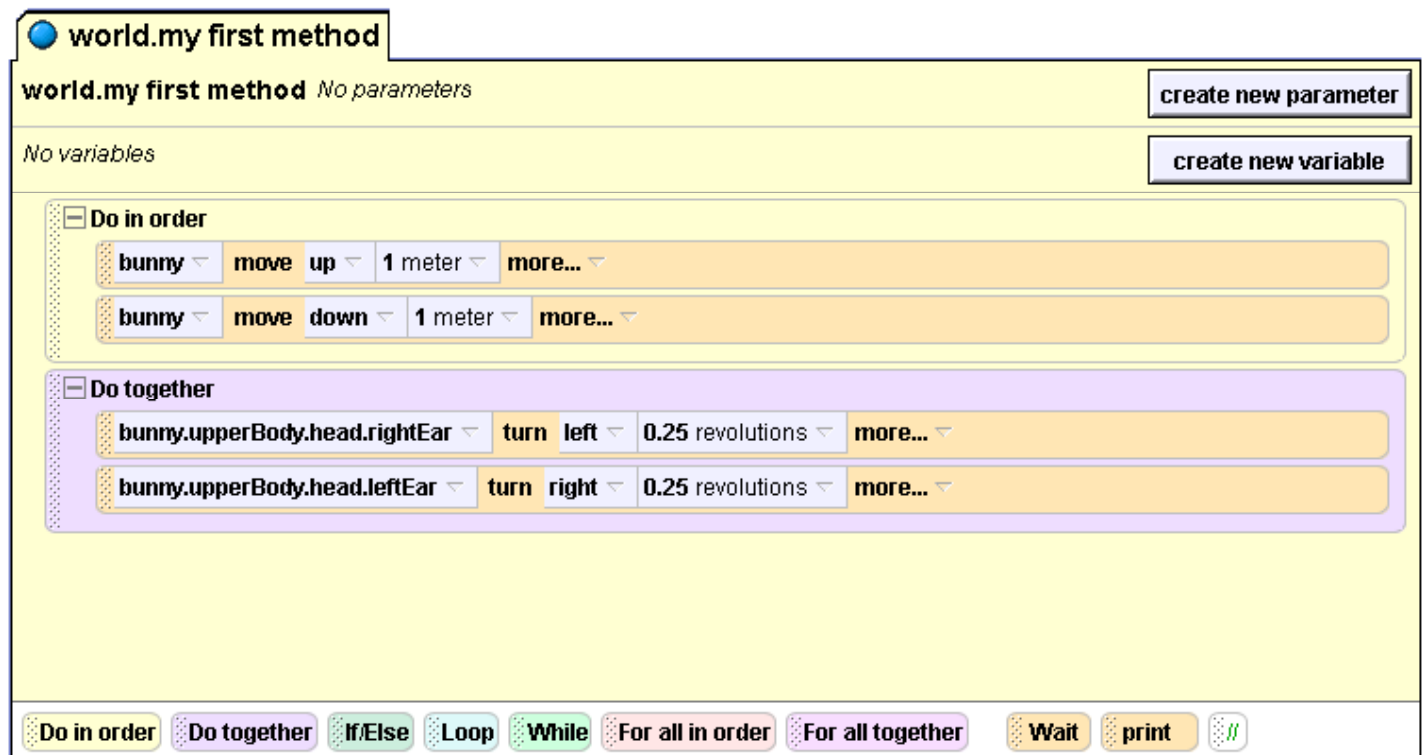 world.my first method
world.my first method No parameters create new parameter
No variables create new variable
Do in order
bunny move up 1 meter more...
bunny move down 1 meter more...
Do together
bunny.upperBody.head.rightEar turn left 0.25 revolutions more...
bunny.upperBody.head.leftEar turn right 0.25 revolutions more...
Do in order Do together If/Else Loop While For all in order For all together Wait print //